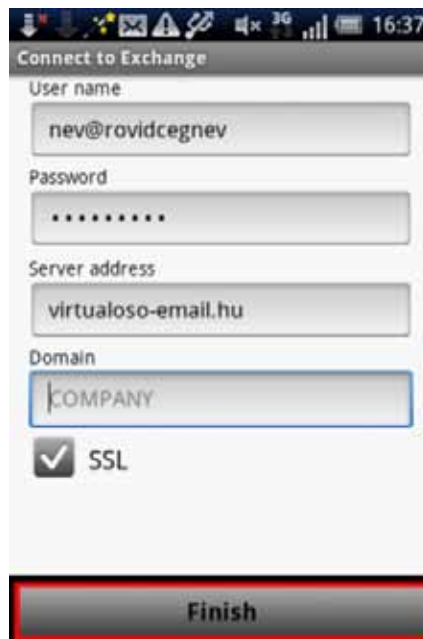 3G 16:37
Connect to Exchange
User name
nev@rovidcegnev
Password
•••••••••
Server address
virtualoso-email.hu
Domain
COMPANY
SSL
Finish